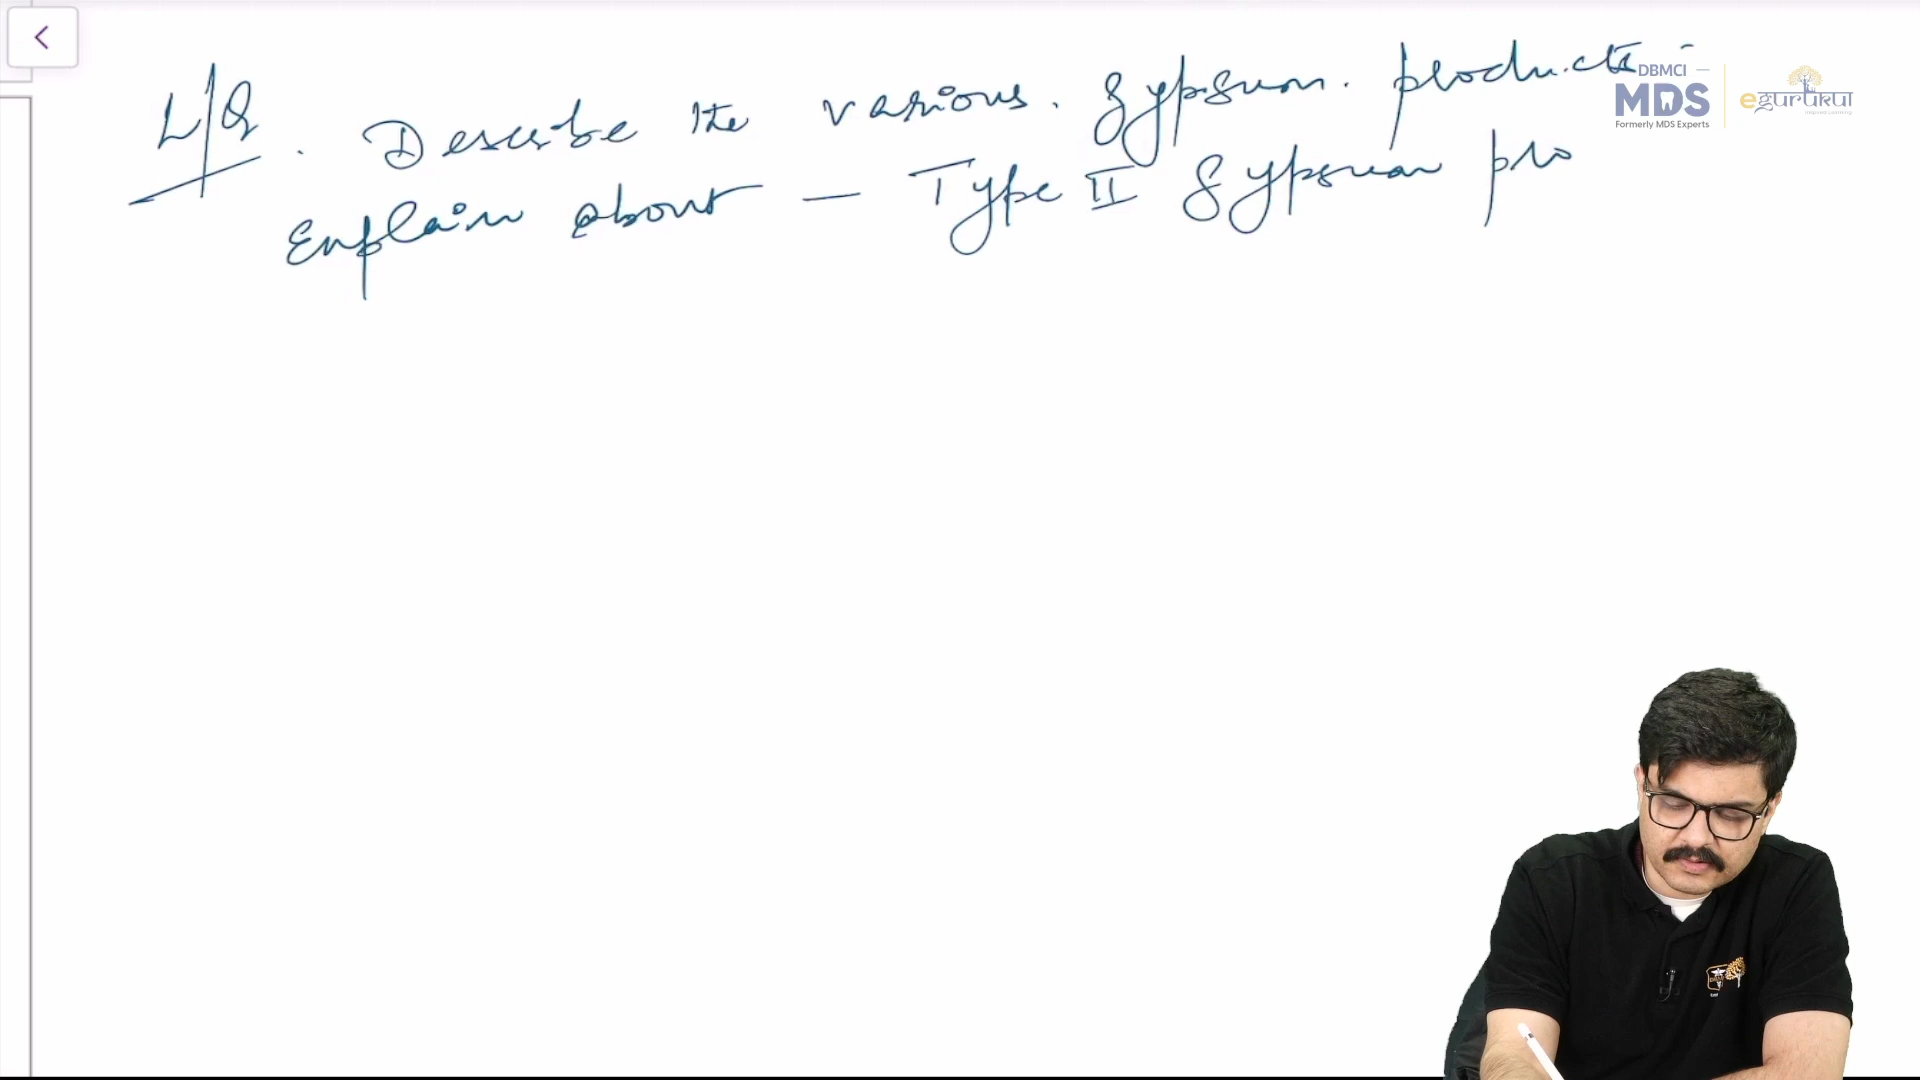 L/Q. Describe the various. gypsum. products
Explain about — Type II gypsum pro
DBMCI
MDS
Formerly MDS Experts
egurukul